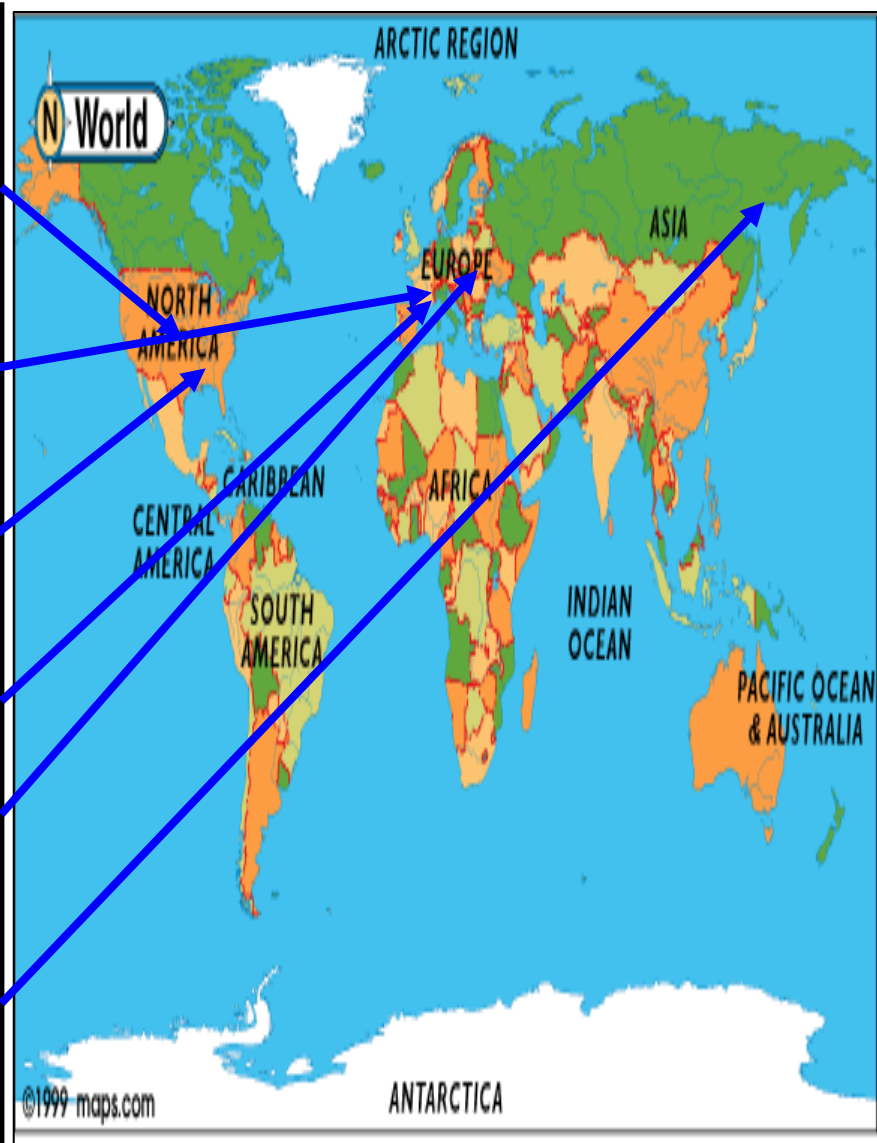 ARCTIC REGION
N World
ASIA
EUROPE
NORTH
AMERICA
CARIBBEAN
AFRICA
CENTRAL
AMERICA
SOUTH
AMERICA
INDIAN
OCEAN
PACIFIC OCEAN
& AUSTRALIA
©1999 maps.com
ANTARCTICA